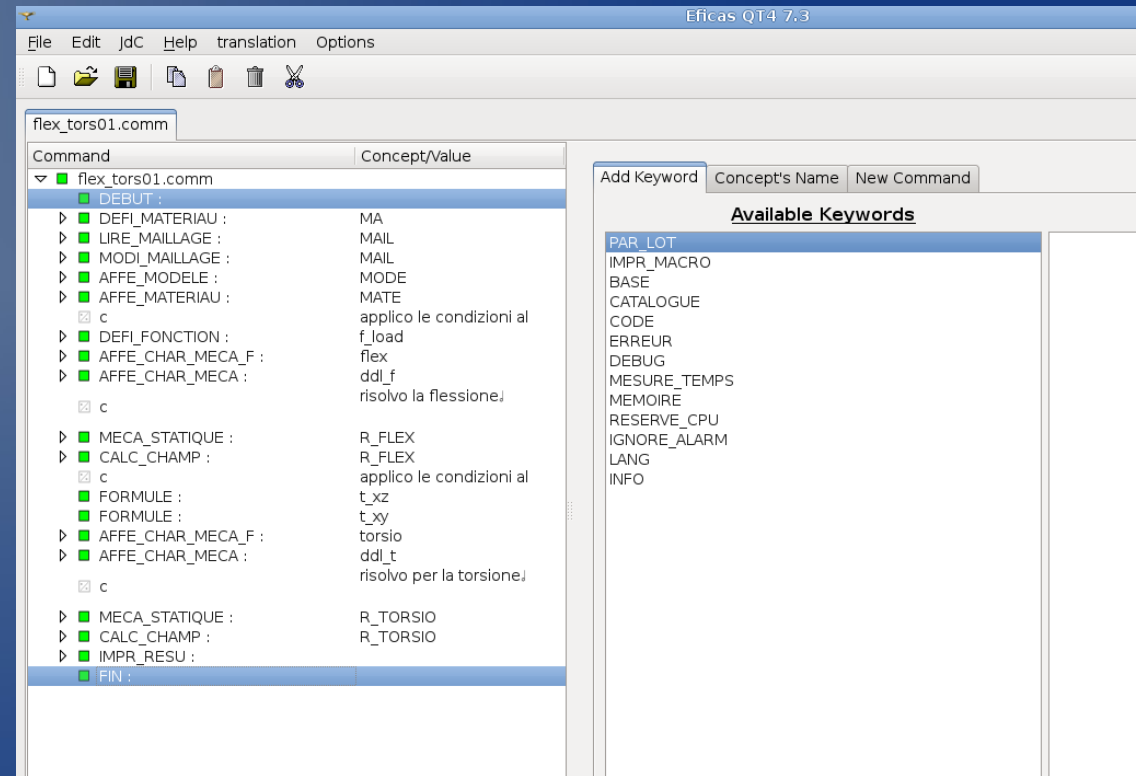 Eficas QT4 7.3
File Edit JdC Help translation Options
flex_tors01.comm
Command Concept/Value
flex_tors01.comm
DEBUT :
DEFI_MATERIAU : MA
LIRE_MAILLAGE : MAIL
MODI_MAILLAGE : MAIL
AFFE_MODELE : MODE
AFFE_MATERIAU : MATE
c applico le condizioni al
DEFI_FONCTION : f_load
AFFE_CHAR_MECA_F : flex
AFFE_CHAR_MECA : ddl_f
risolvo la flessione
c
MECA_STATIQUE : R_FLEX
CALC_CHAMP : R_FLEX
c applico le condizioni al
FORMULE : t_xz
FORMULE : t_xy
AFFE_CHAR_MECA_F : torsio
AFFE_CHAR_MECA : ddl_t
risolvo per la torsione
c
MECA_STATIQUE : R_TORSIO
CALC_CHAMP : R_TORSIO
IMPR_RESU :
FIN :
Add Keyword Concept's Name New Command
Available Keywords
PAR_LOT
IMPR_MACRO
BASE
CATALOGUE
CODE
ERREUR
DEBUG
MESURE_TEMPS
MEMOIRE
RESERVE_CPU
IGNORE_ALARM
LANG
INFO